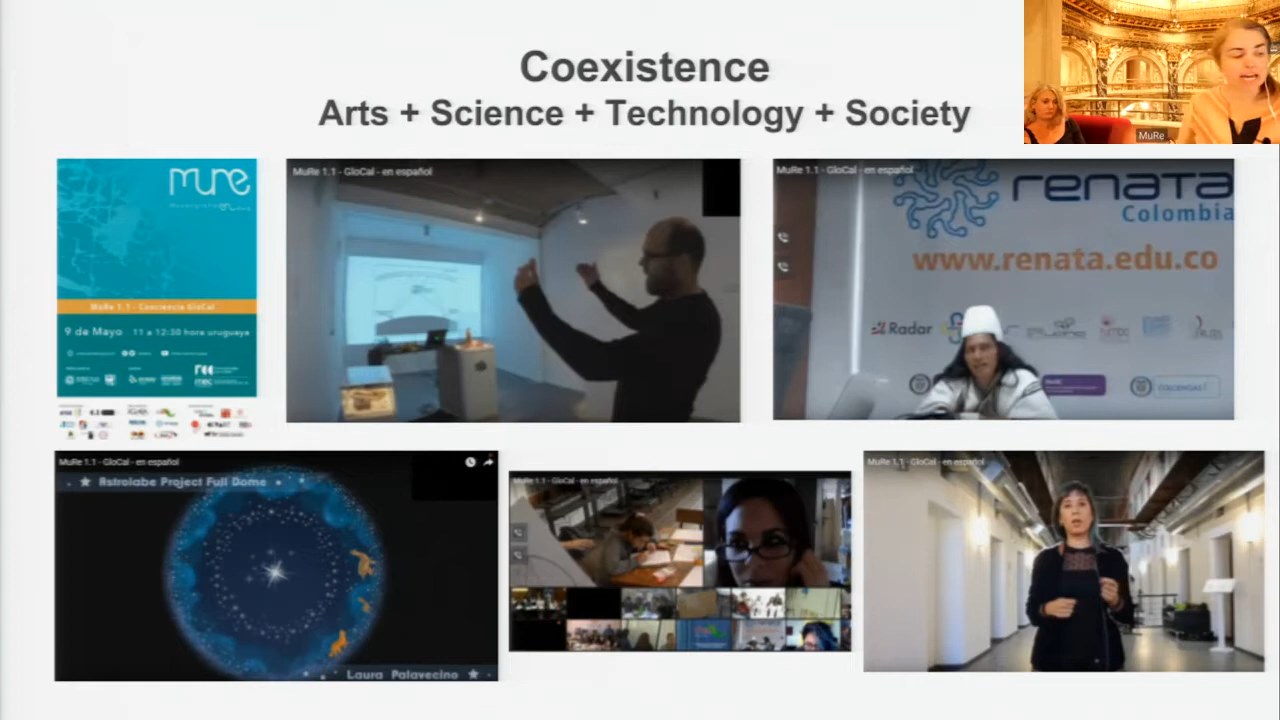 Coexistence
Arts + Science + Technology + Society
MuRe
mure
MuRe 1.1 - Conciencia GloCal
9 de Mayo 11 a 12:30 hora uruguaya
MuRe 1.1 - GloCal - en español
MuRe 1.1 - GloCal - en español
renata
Colombia
www.renata.edu.co
Radar
COLCIENCIAS
MuRe 1.1 - GloCal - en español
Astrolabe Project Full Dome
Laura Palavecino
MuRe 1.1 - GloCal - en español
MuRe 1.1 - GloCal - en español